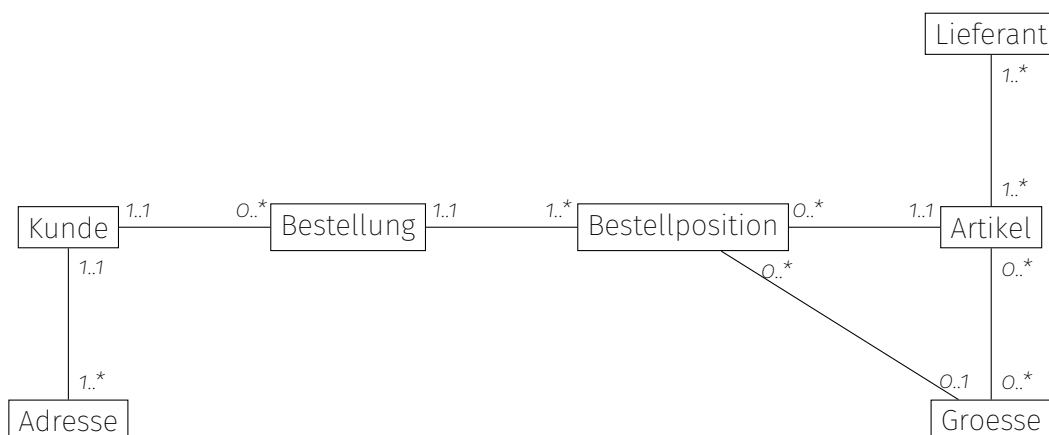 Lieferant
1..*
1..*
Kunde 1..1 0..* Bestellung 1..1 1..* Bestellposition 0..* 1..1 Artikel
1..1 0..* 0..*
1..* 0..1 0..*
Adresse Groesse